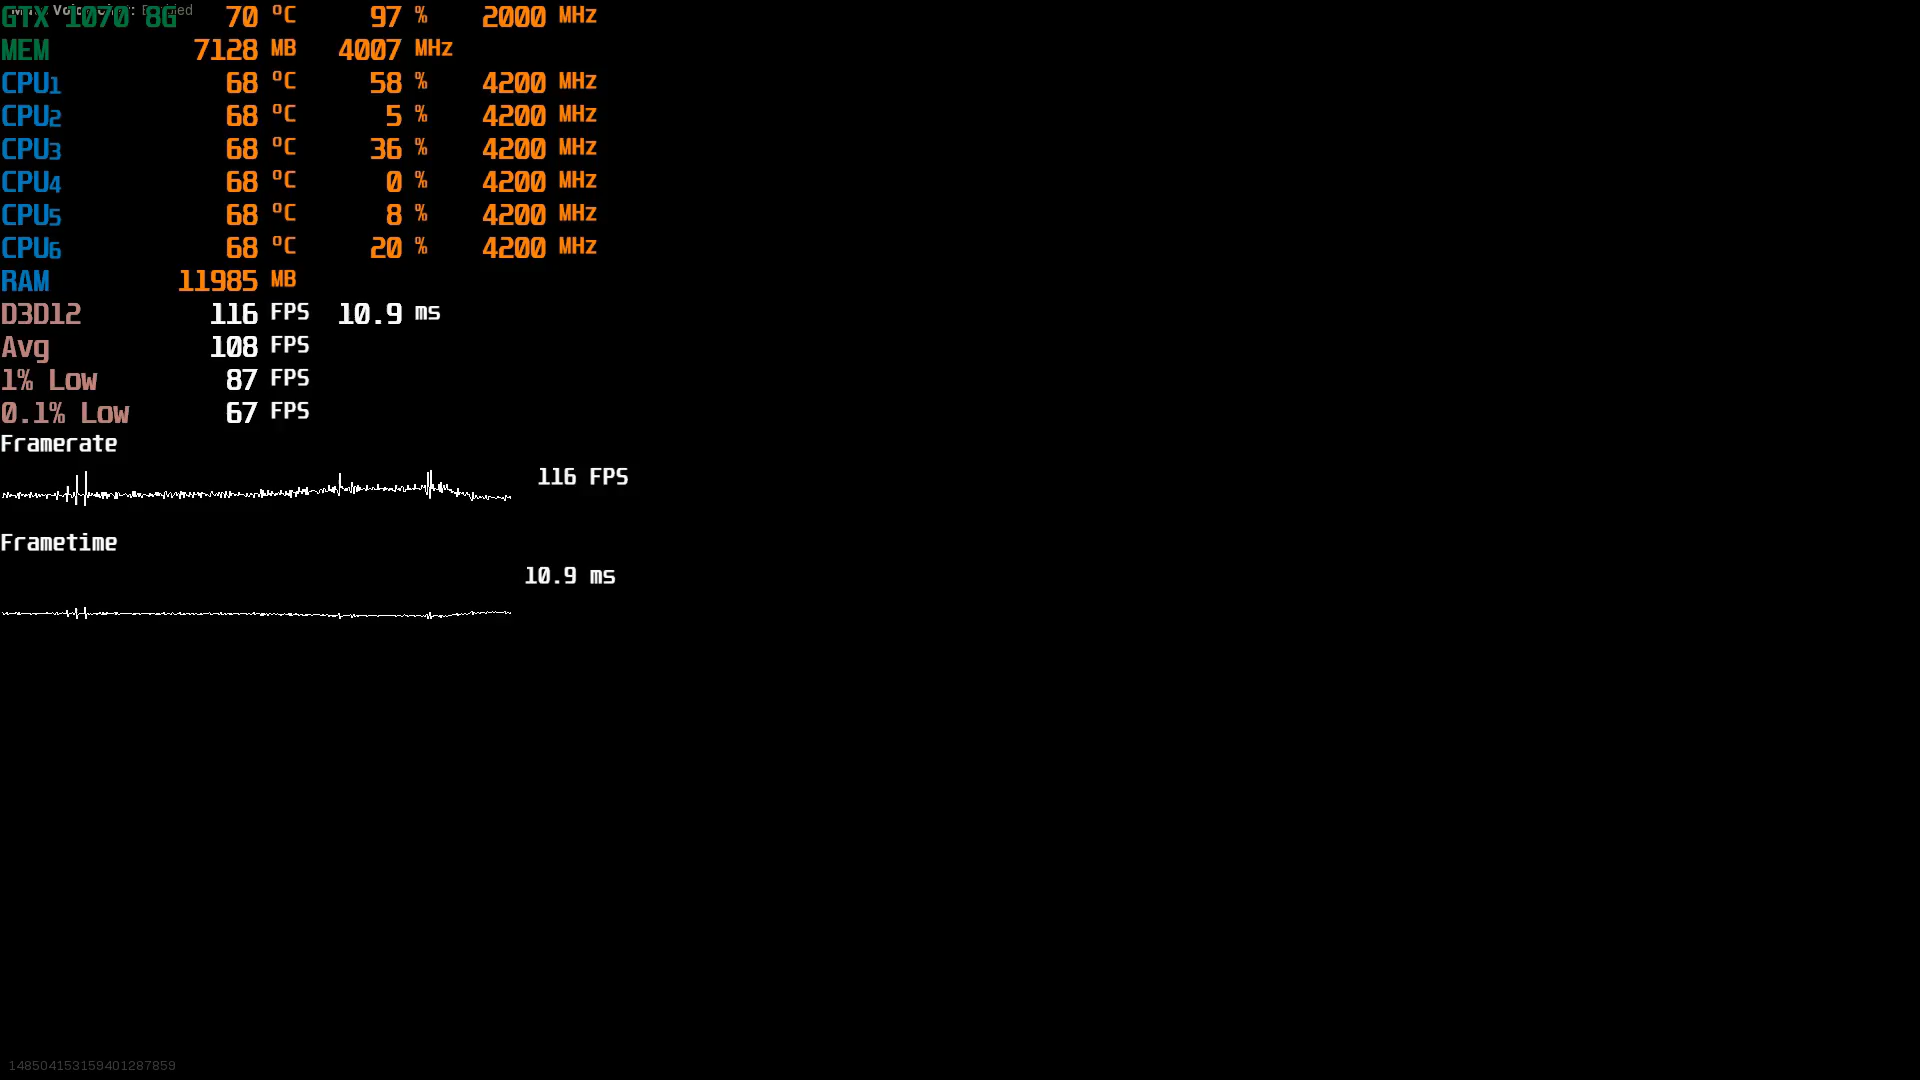 GTX 1070 8G 70 °C 97 % 2000 MHz
MEM 7128 MB 4007 MHz
CPU1 68 °C 58 % 4200 MHz
CPU2 68 °C 5 % 4200 MHz
CPU3 68 °C 36 % 4200 MHz
CPU4 68 °C 0 % 4200 MHz
CPU5 68 °C 8 % 4200 MHz
CPU6 68 °C 20 % 4200 MHz
RAM 11985 MB
D3D12 116 FPS 10.9 ms
Avg 108 FPS
1% Low 87 FPS
0.1% Low 67 FPS
Framerate
116 FPS
Frametime
10.9 ms
148504153159401287859